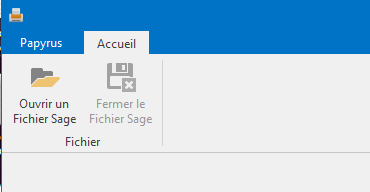 Papyrus
Accueil
Ouvrir un
Fichier Sage
Fermer le
Fichier Sage
Fichier